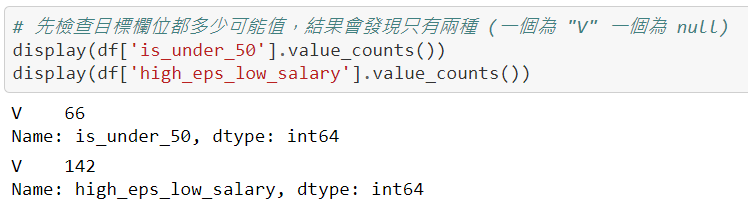 # 先檢查目標欄位都多少可能值，結果會發現只有兩種 (一個為 "V" 一個為 null)
display(df['is_under_50'].value_counts())
display(df['high_eps_low_salary'].value_counts())
V    66
Name: is_under_50, dtype: int64
V    142
Name: high_eps_low_salary, dtype: int64